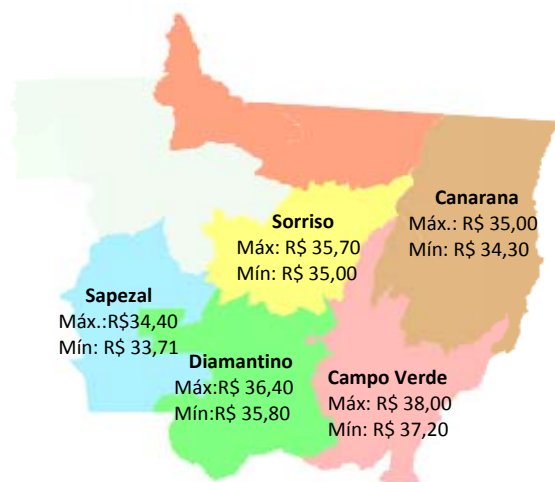 Canarana
Máx.: R$ 35,00
Mín: R$ 34,30
Sorriso
Máx: R$ 35,70
Mín: R$ 35,00
Sapezal
Máx.:R$34,40
Mín: R$ 33,71
Diamantino
Máx:R$ 36,40
Mín:R$ 35,80
Campo Verde
Máx: R$ 38,00
Mín: R$ 37,20